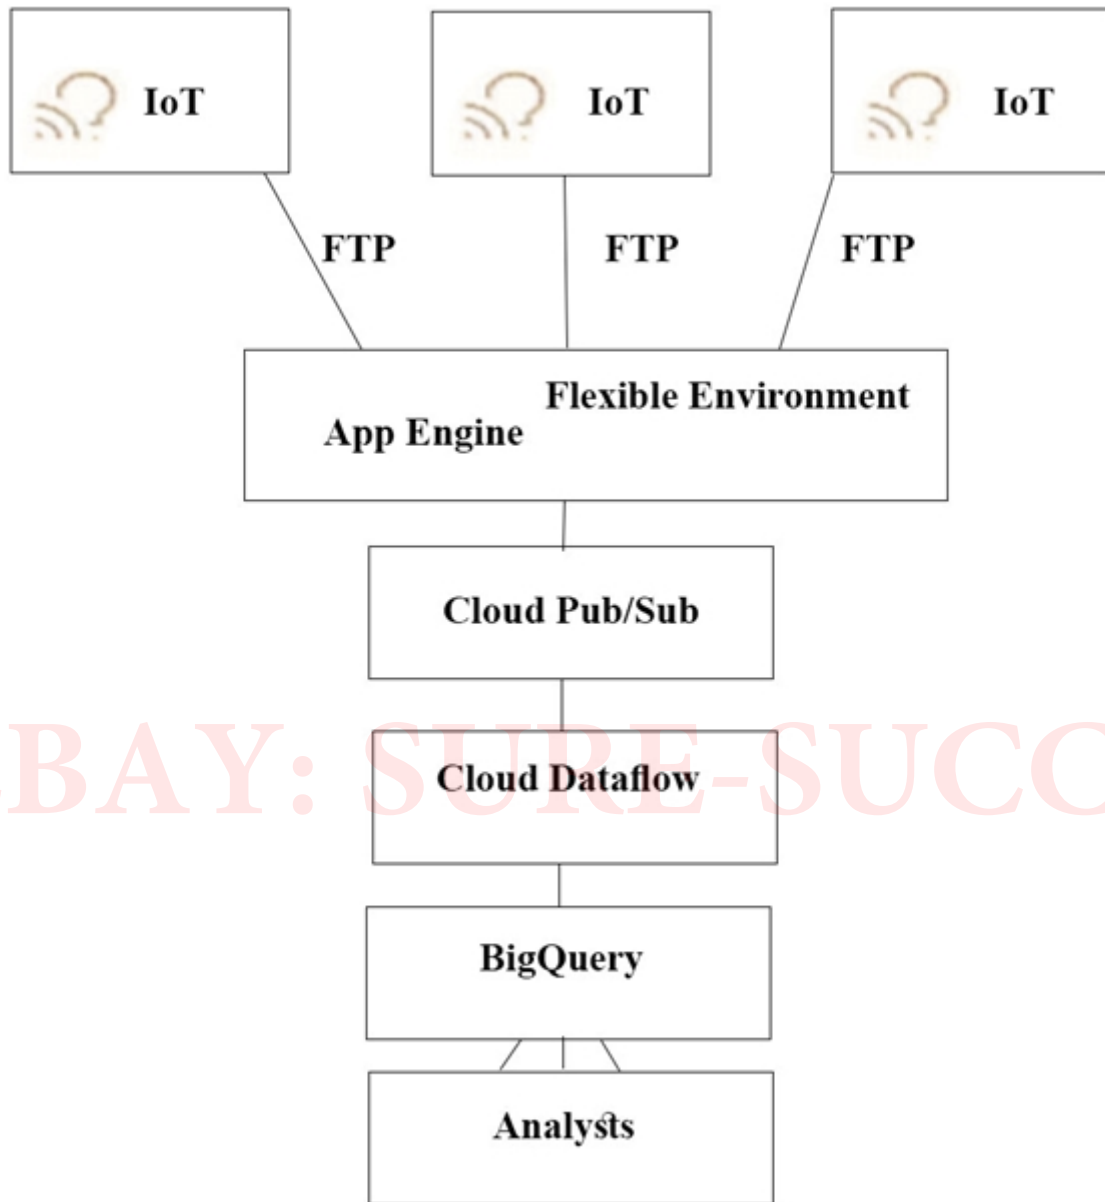 IoT
IoT
IoT
FTP
FTP
FTP
Flexible Environment
App Engine
Cloud Pub/Sub
BAY: SURE-SUCC
Cloud Dataflow
BigQuery
Analysts